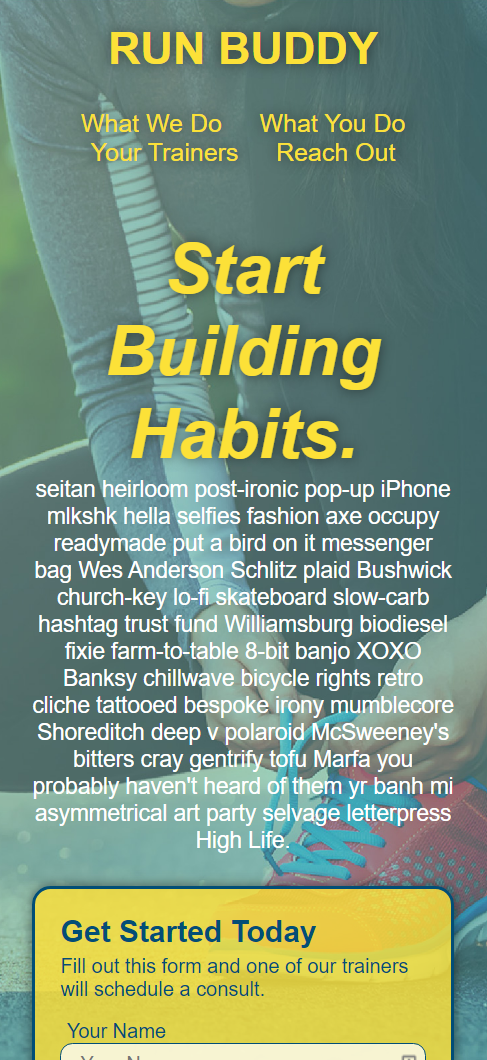 RUN BUDDY
What We Do What You Do
Your Trainers Reach Out
Start
Building
Habits.
seitan heirloom post-ironic pop-up iPhone
mlkshk hella selfies fashion axe occupy
readymade put a bird on it messenger
bag Wes Anderson Schlitz plaid Bushwick
church-key lo-fi skateboard slow-carb
hashtag trust fund Williamsburg biodiesel
fixie farm-to-table 8-bit banjo XOXO
Banksy chillwave bicycle rights retro
cliche tattooed bespoke irony mumblecore
Shoreditch deep v polaroid McSweeney's
bitters cray gentrify tofu Marfa you
probably haven't heard of them yr banh mi
asymmetrical art party selvage letterpress
High Life.
Get Started Today
Fill out this form and one of our trainers
will schedule a consult.
Your Name